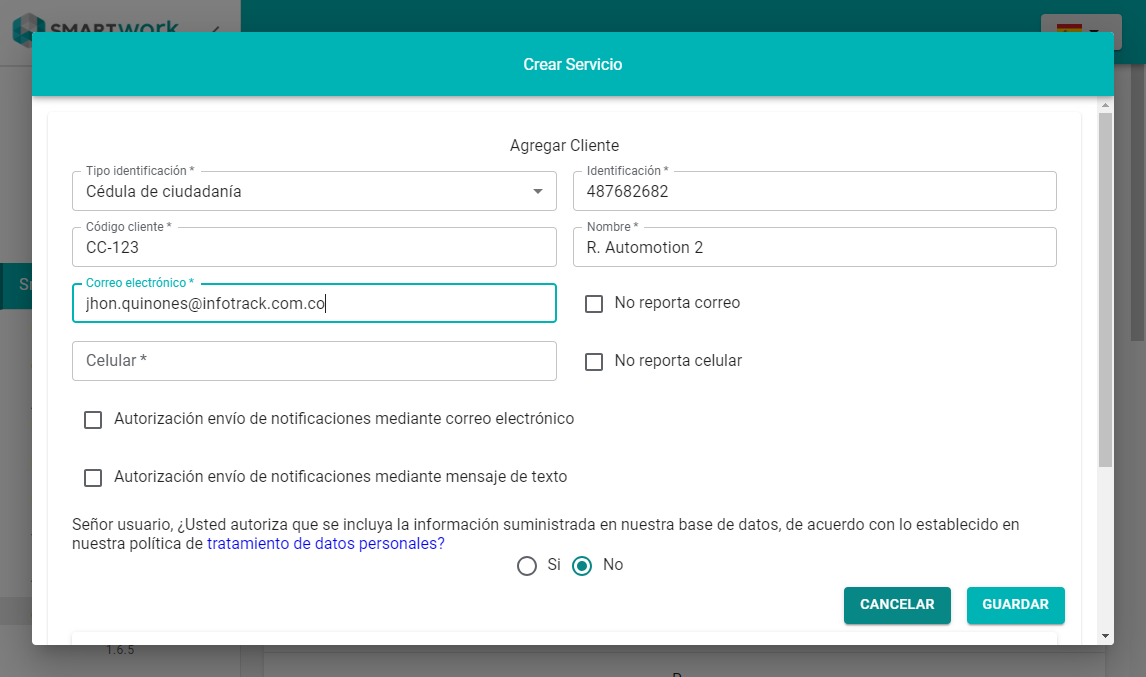 SMARTWORK
Crear Servicio
Agregar Cliente
Tipo identificación *
Cédula de ciudadanía
Identificación *
487682682
Código cliente *
CC-123
Nombre *
R. Automotion 2
Correo electrónico *
jhon.quinones@infotrack.com.co
No reporta correo
Celular *
No reporta celular
Autorización envío de notificaciones mediante correo electrónico
Autorización envío de notificaciones mediante mensaje de texto
Señor usuario, ¿Usted autoriza que se incluya la información suministrada en nuestra base de datos, de acuerdo con lo establecido en
nuestra política de tratamiento de datos personales?
Si No
CANCELAR GUARDAR
1.6.5